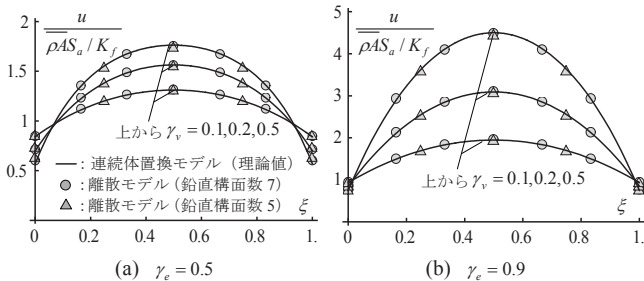 u
ρ̅A̅S_a / K_f
2
1.5
1
0.5
上から γ_v = 0.1,0.2,0.5
—：連続体置換モデル（理論値）
：離散モデル（鉛直構面数 7）
：離散モデル（鉛直構面数 5）
ξ
0 0.2 0.4 0.6 0.8 1.
(a) γ_e = 0.5
u
ρ̅A̅S_a / K_f
5
4
3
2
1
上から γ_v = 0.1,0.2,0.5
ξ
0 0.2 0.4 0.6 0.8 1.
(b) γ_e = 0.9